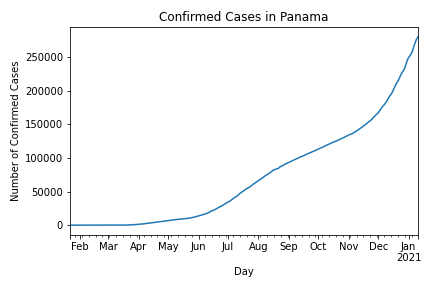 Confirmed Cases in Panama
Number of Confirmed Cases
250000
200000
150000
100000
50000
0
Feb Mar Apr May Jun Jul Aug Sep Oct Nov Dec Jan
2021
Day